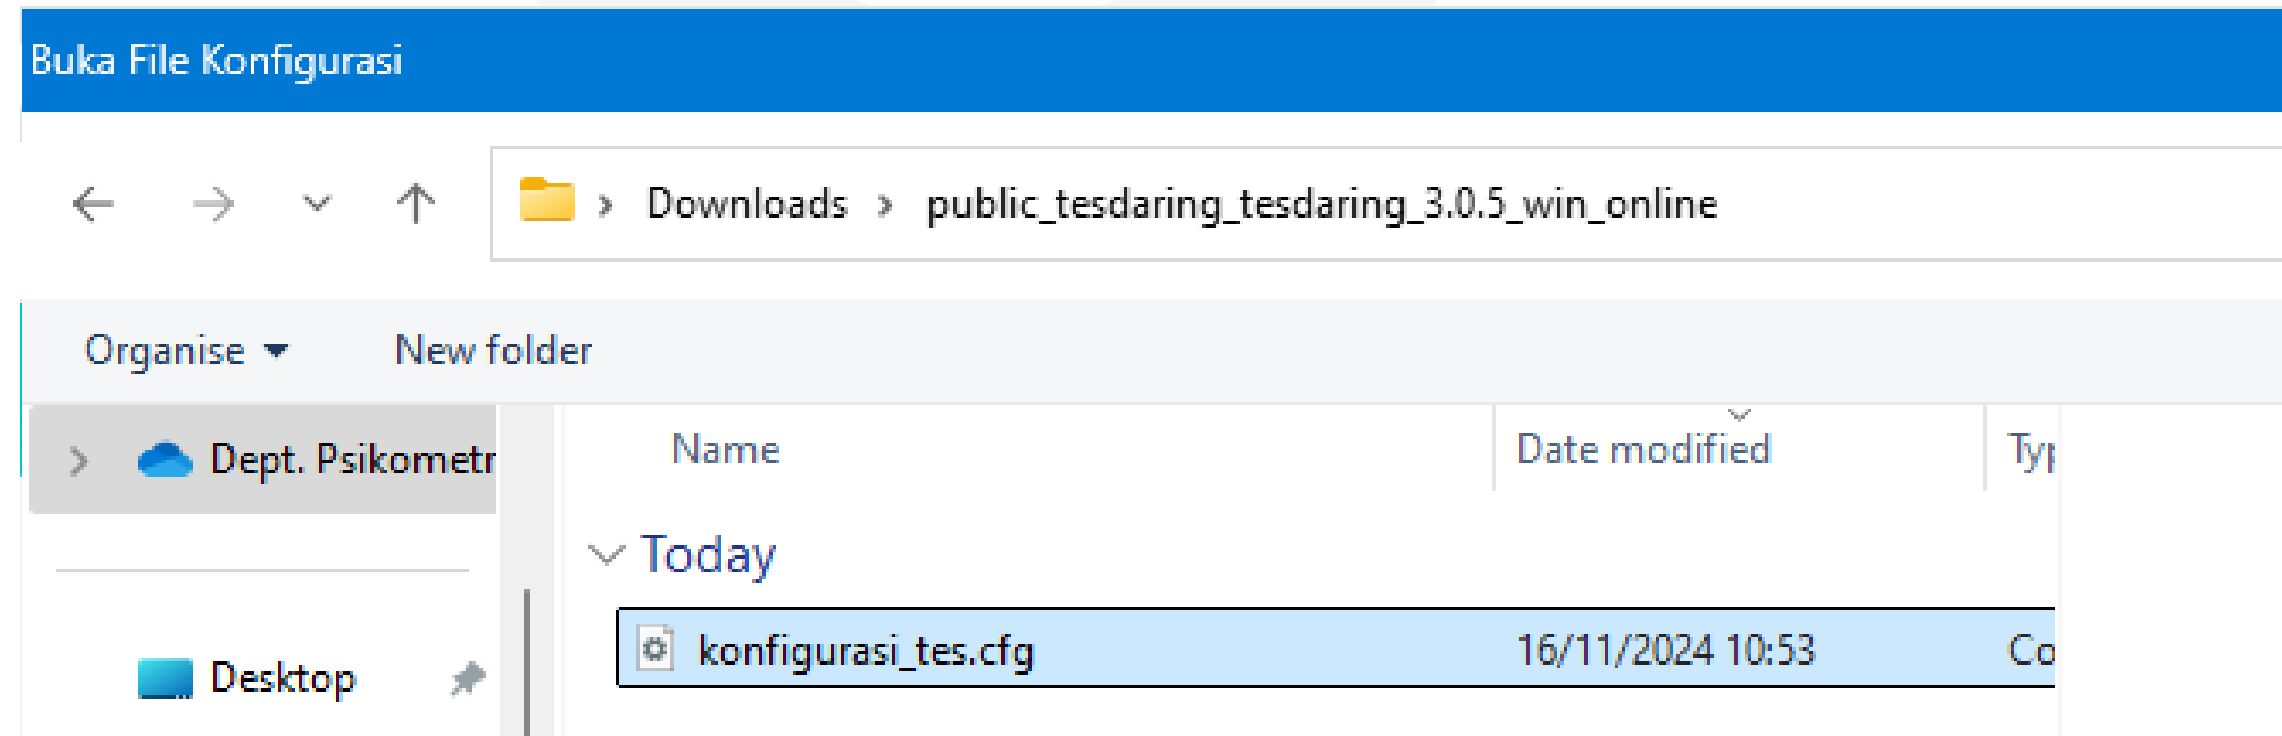 Buka File Konfigurasi
Downloads › public_tesdaring_tesdaring_3.0.5_win_online
Organise New folder
Dept. Psikometr Name Date modified
Today
konfigurasi_tes.cfg 16/11/2024 10:53 Co
Desktop